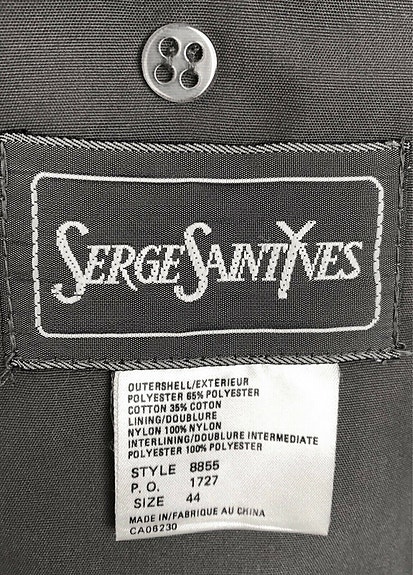 SERGE SAINT YVES
OUTERSHELL/EXTERIEUR
POLYESTER 65% POLYESTER
COTTON 35% COTON
LINING/DOUBLURE
NYLON 100% NYLON
INTERLINING/DOUBLURE INTERMEDIATE
POLYESTER 100% POLYESTER
STYLE 8855
P. O. 1727
SIZE 44
MADE IN/FABRIQUE AU CHINA
CA06230